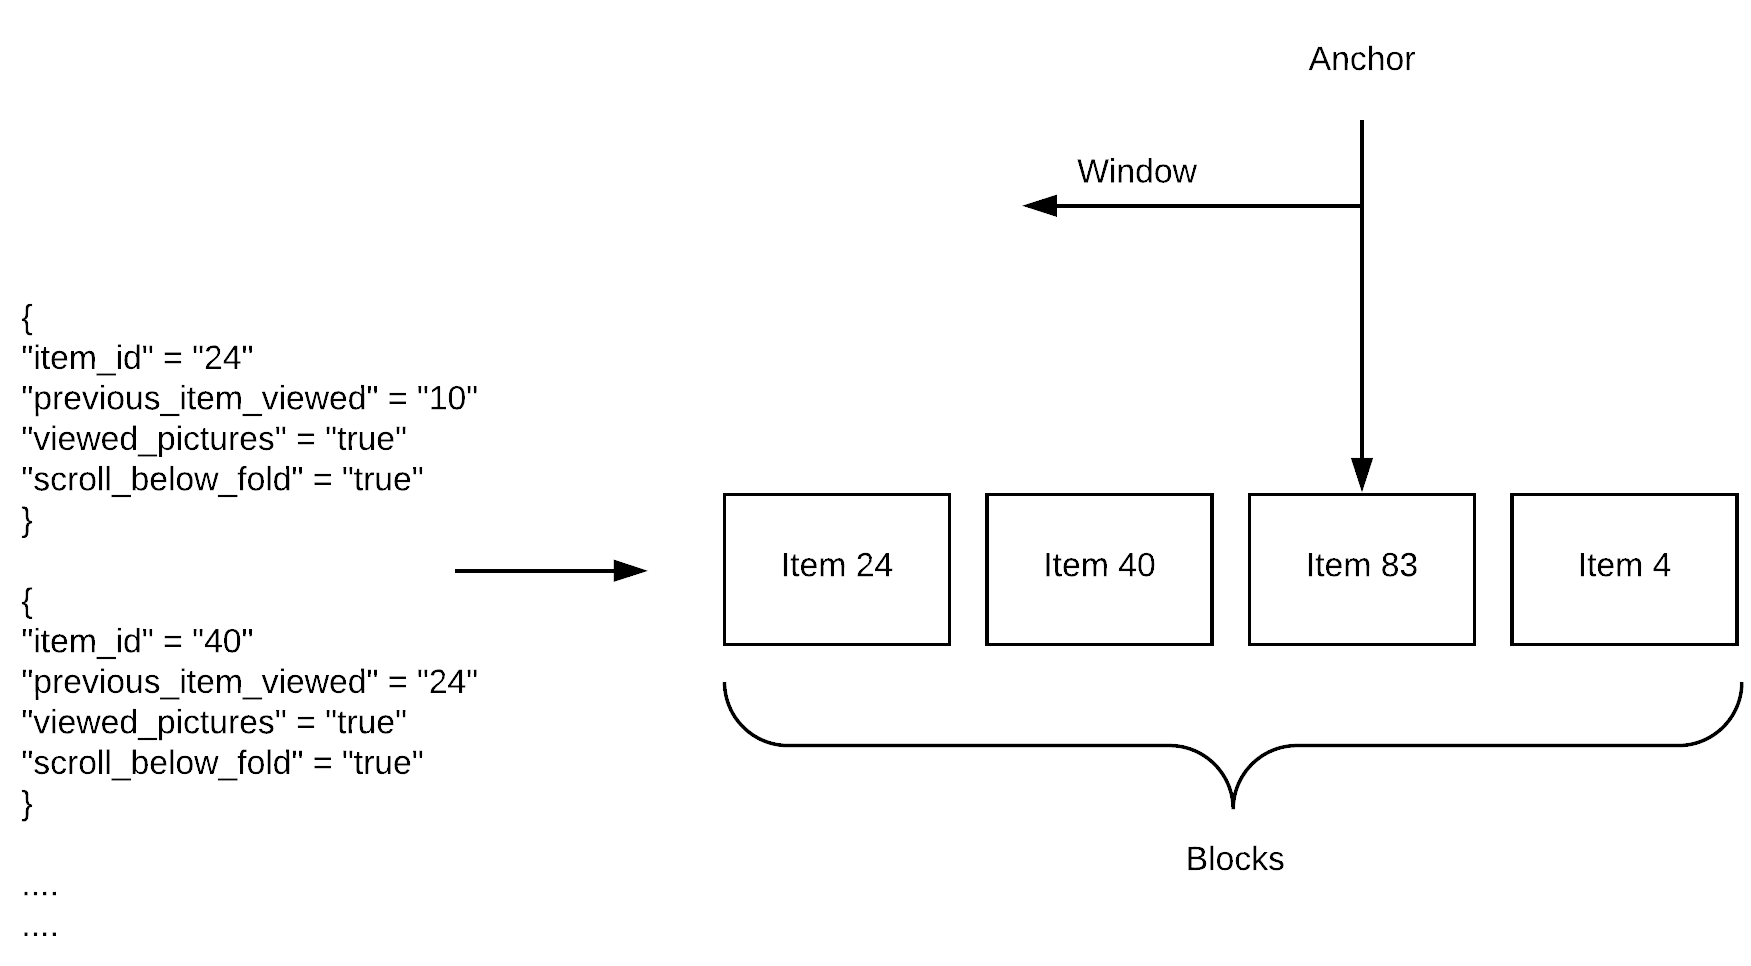 Anchor
Window
{
"item_id" = "24"
"previous_item_viewed" = "10"
"viewed_pictures" = "true"
"scroll_below_fold" = "true"
}
{
"item_id" = "40"
"previous_item_viewed" = "24"
"viewed_pictures" = "true"
"scroll_below_fold" = "true"
}
....
....
Item 24
Item 40
Item 83
Item 4
Blocks